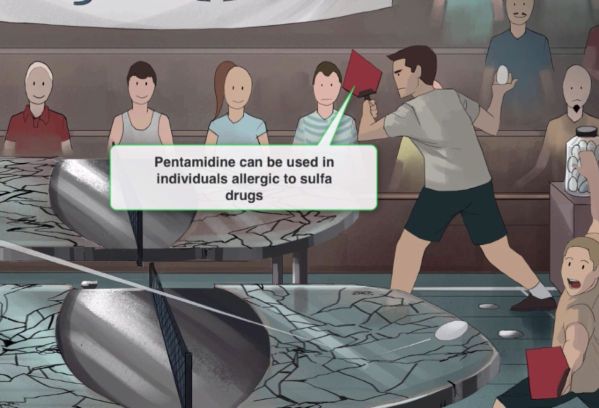 Pentamidine can be used in
individuals allergic to sulfa
drugs